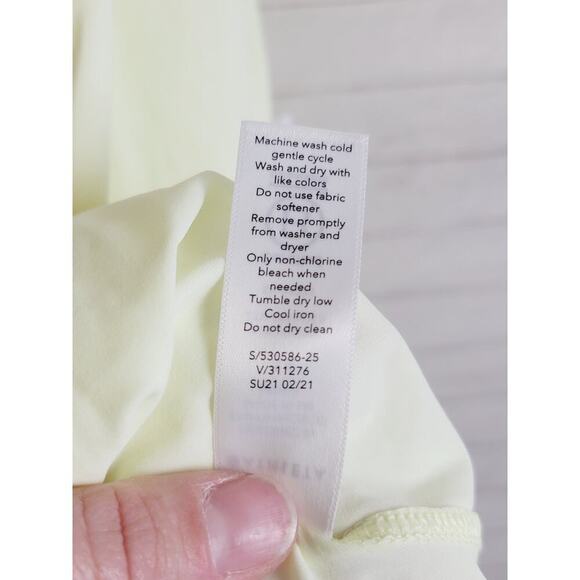 Machine wash cold
gentle cycle
Wash and dry with
like colors
Do not use fabric
softener
Remove promptly
from washer and
dryer
Only non-chlorine
bleach when
needed
Tumble dry low
Cool iron
Do not dry clean
S/530586-25
V/311276
SU21 02/21
ATHLETA